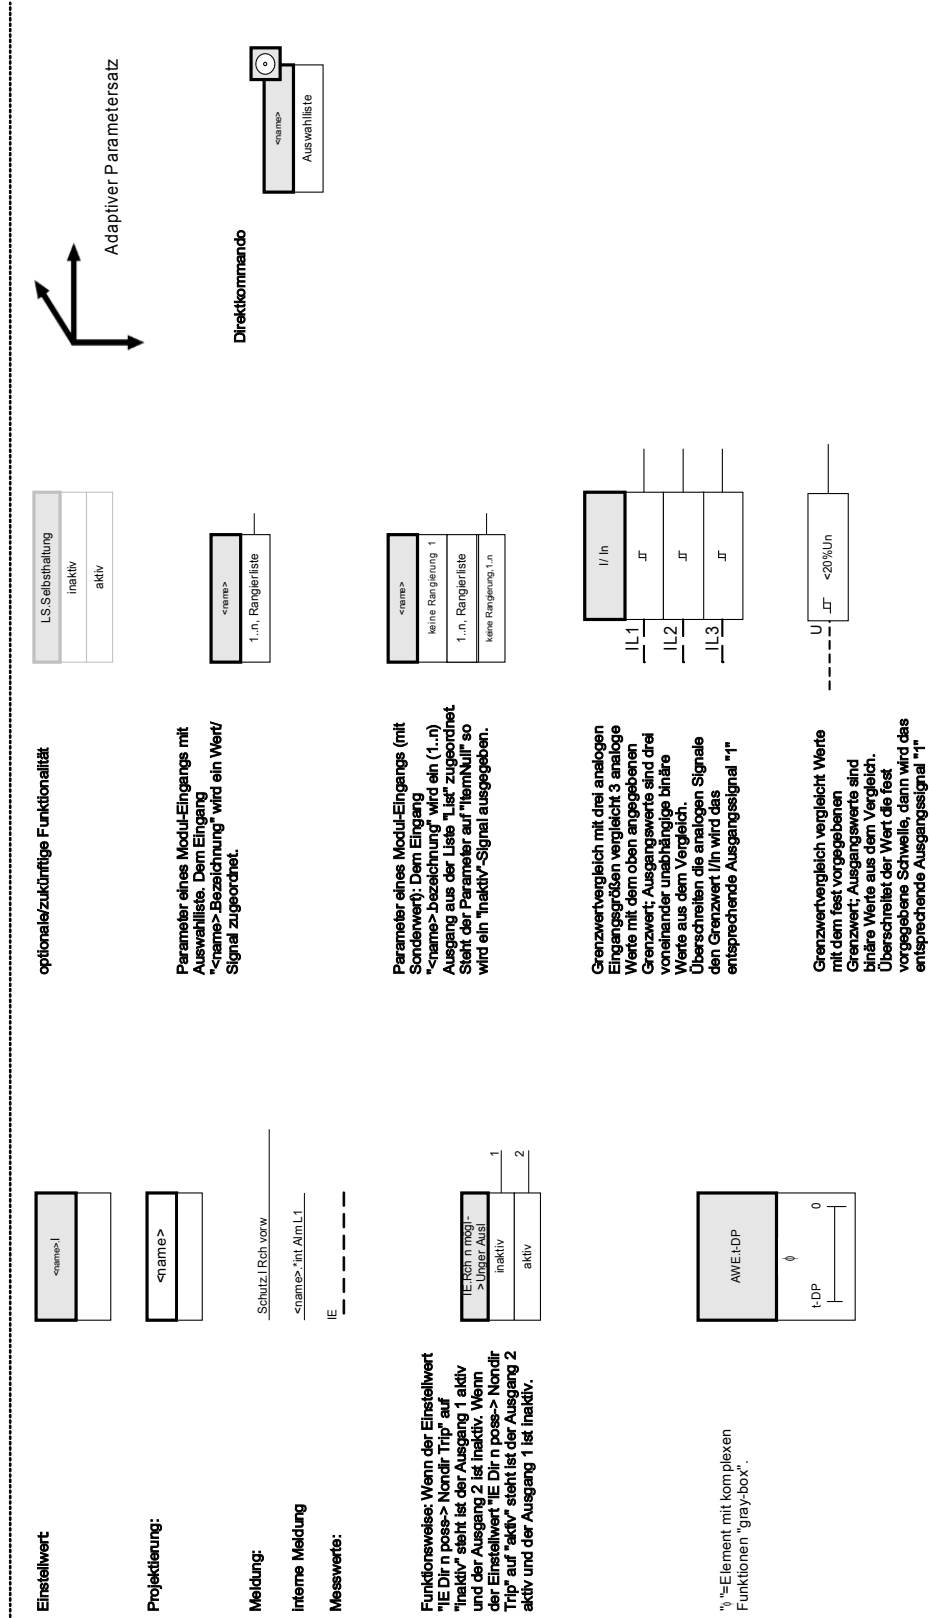 Einstellwert
<name>.I
Projektierung:
<name>
Meldung:
Schutz.I Rch vorw
interne Meldung
<name>.*int Alm L1
Messwerte:
IE
Funktionsweise: Wenn der Einstellwert
"IE Dir n poss-> Nondir Trip" auf
"inaktiv" steht ist der Ausgang 1 aktiv
und der Ausgang 2 ist inaktiv. Wenn
der Einstellwert "IE Dir n poss-> Nondir
Trip" auf "aktiv" steht ist der Ausgang 2
aktiv und der Ausgang 1 ist inaktiv.
IE.Rch n mögl -
>Unger Ausl
inaktiv
1
aktiv
2
"ϕ"=Element mit komplexen
Funktionen "gray-box".
AWE.t-DP
ϕ
t-DP
0
optionale/zukünftige Funktionalität
LS.Selbsthaltung
inaktiv
aktiv
Parameter eines Modul-Eingangs mit
Auswahlliste. Dem Eingang
"<name>.Bezeichnung" wird ein Wert/
Signal zugeordnet.
<name>
1..n, Rangierliste
Parameter eines Modul-Eingangs (mit
Sonderwert): Dem Eingang
"<name>.bezeichnung" wird ein (1..n)
Ausgang aus der Liste "List" zugeordnet.
Steht der Parameter auf "ItemNull" so
wird ein "inaktiv"-Signal ausgegeben.
<name>
keine Rangierung 1
1..n, Rangierliste
keine Rangierung,1..n
Grenzwertvergleich mit drei analogen
Eingangsgrößen vergleicht 3 analoge
Werte mit dem oben angegebenen
Grenzwert; Ausgangswerte sind drei
voneinander unabhängige binäre
Werte aus dem Vergleich.
Überschreiten die analogen Signale
den Grenzwert I/In wird das
entsprechende Ausgangssignal "1"
I/ In
IL1
IL2
IL3
Grenzwertvergleich vergleicht Werte
mit dem fest vorgegebenen
Grenzwert; Ausgangswerte sind
binäre Werte aus dem Vergleich.
Überschreitet der Wert die fest
vorgegebene Schwelle, dann wird das
entsprechende Ausgangssignal "1"
U
<20%Un
Adaptiver Parametersatz
Direktkommando
<name>
Auswahlliste